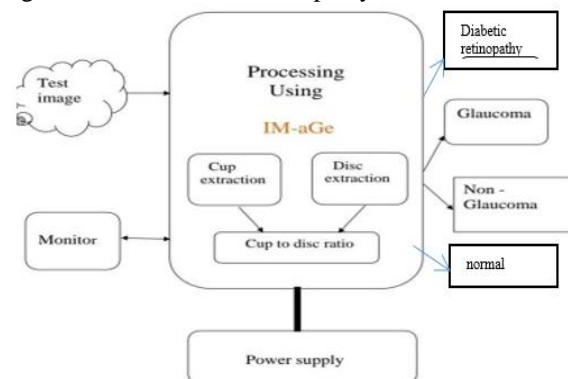 Diabetic
retinopathy
Test
image
Processing
Using
IM-aGe
Glaucoma
Cup
extraction
Disc
extraction
Non -
Glaucoma
Monitor
Cup to disc ratio
normal
Power supply